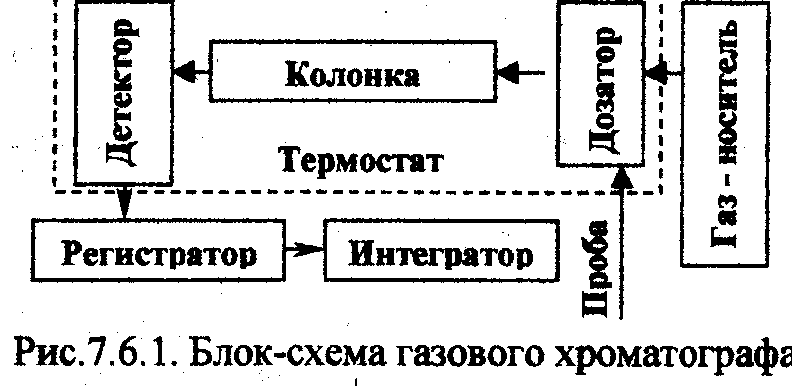 Детектор
Колонка
Дозатор
Газ - носитель
Термостат
Регистратор
Интегратор
Проба
Рис.7.6.1. Блок-схема газового хроматографа